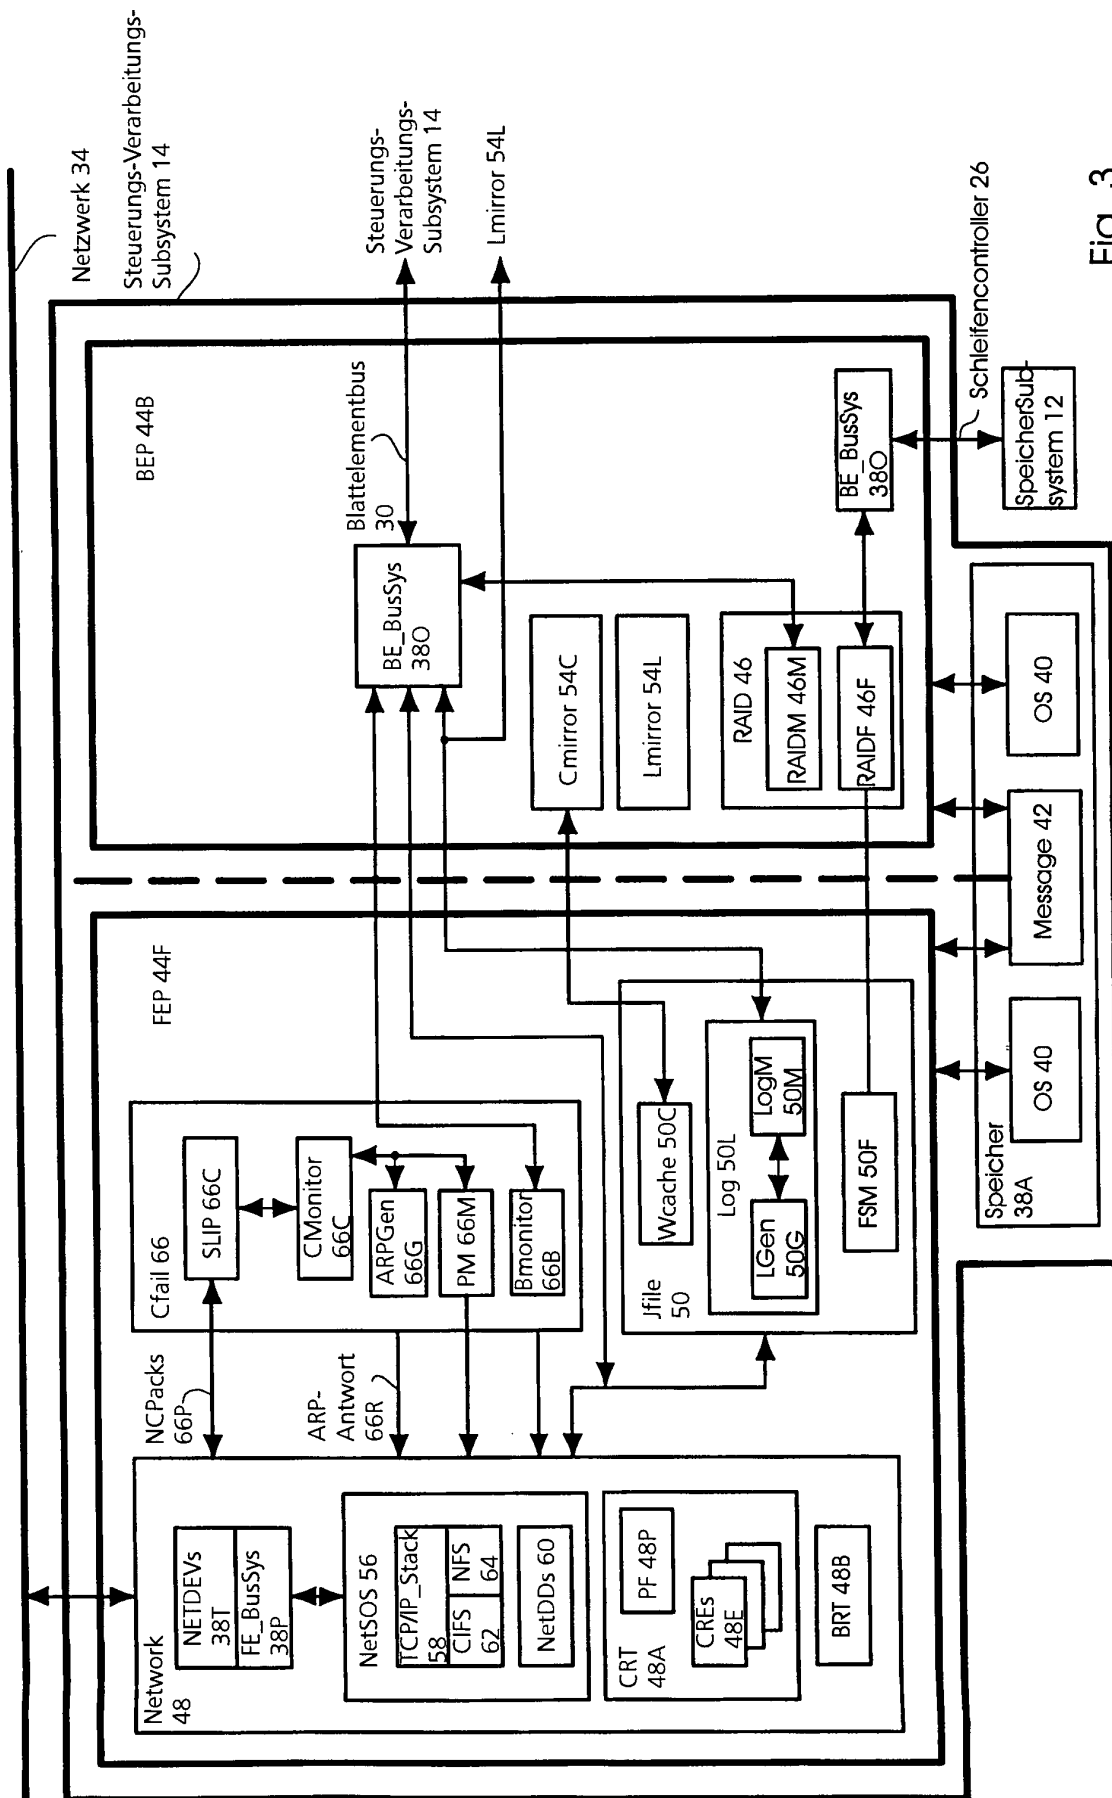 Netzwerk 34
Steuerungs-Verarbeitungs-
Subsystem 14
FEP 44F
BEP 44B
Network
48
NETDEVs
38T
FE_BusSys
38P
NetSOS 56
TCP/IP_Stack
58
CIFS
62
NFS
64
NetDDs 60
CRT
48A
PF 48P
CREs
48E
BRT 48B
NCPacks
66P
ARP-
Antwort
66R
Cfail 66
SLIP 66C
CMonitor
66C
ARPGen
66G
PM 66M
Bmonitor
66B
Jfile
50
Wcache 50C
Log 50L
LGen
50G
LogM
50M
FSM 50F
BE_BusSys
38O
Blattelementbus
30
Steuerungs-
Verarbeitungs-
Subsystem 14
Lmirror 54L
Cmirror 54C
Lmirror 54L
RAID 46
RAIDM 46M
RAIDF 46F
BE_BusSys
38O
Schleifencontroller 26
SpeicherSub-
system 12
Speicher
38A
OS 40
Message 42
OS 40
Fig. 3